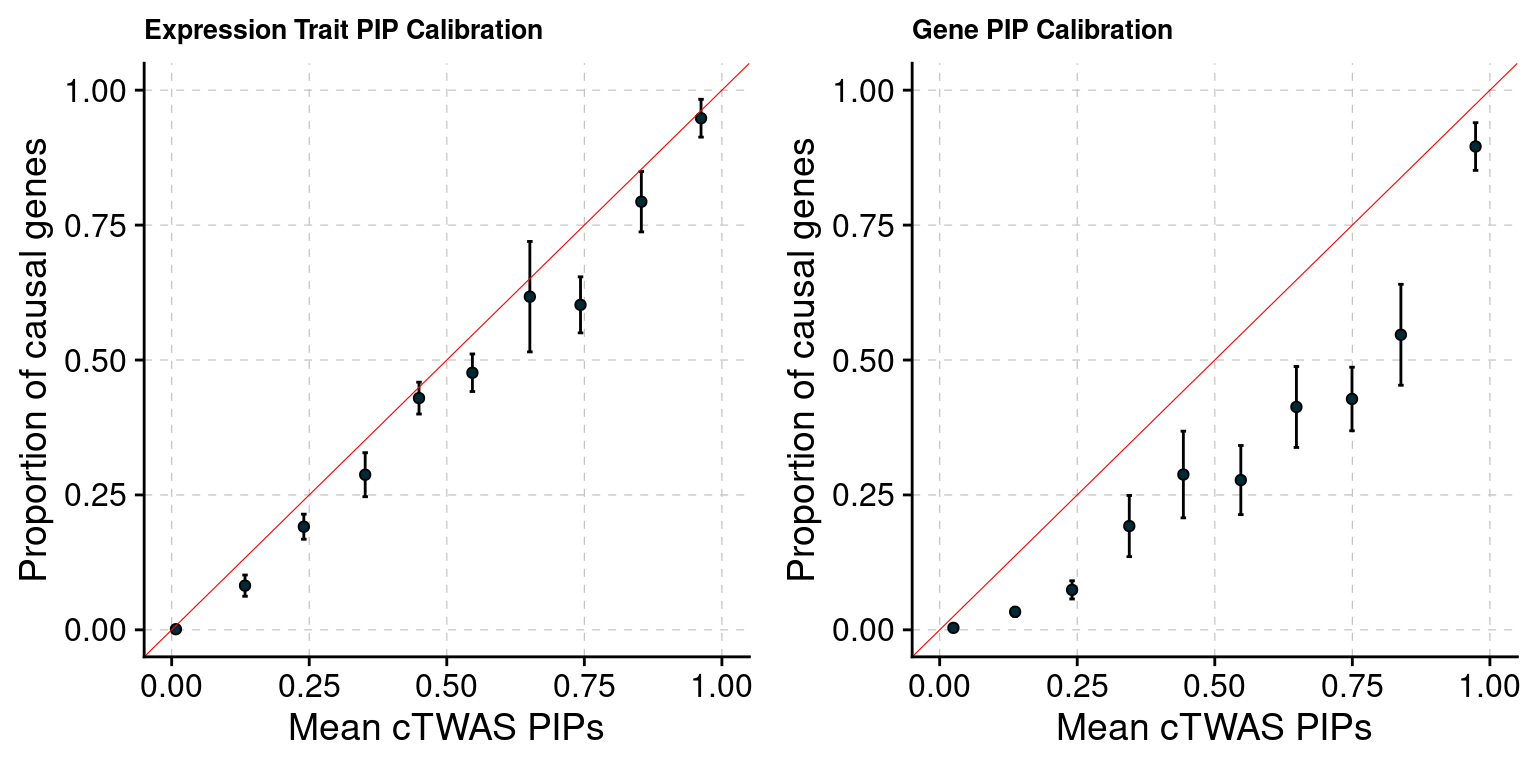 Expression Trait PIP Calibration
Proportion of causal genes
1.00
0.75
0.50
0.25
0.00
0.00 0.25 0.50 0.75 1.00
Mean cTWAS PIPs
Gene PIP Calibration
Proportion of causal genes
1.00
0.75
0.50
0.25
0.00
0.00 0.25 0.50 0.75 1.00
Mean cTWAS PIPs